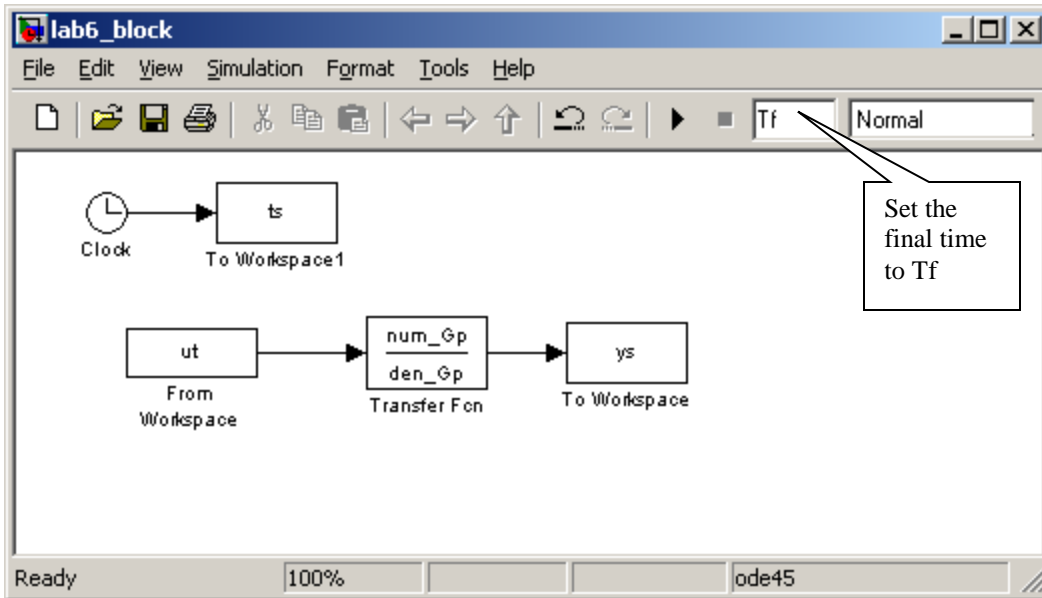 lab6_block
File Edit View Simulation Format Tools Help
Tf Normal
Set the
final time
to Tf
ts
Clock
To Workspace1
ut
From
Workspace
num_Gp
den_Gp
Transfer Fcn
ys
To Workspace
Ready 100% ode45